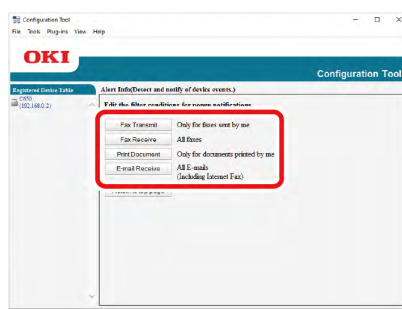 Configuration Tool
File Tools Plug-ins View Help
OKI
Configuration Tool
Registered Device Table
Alert Info(Detect and notify of device events.)
(192.168.0.2)
Edit the filter conditions for popup notifications.
Fax Transmit Only for faxes sent by me
Fax Receive All faxes
Print Document Only for documents printed by me
E-mail Receive All E-mails
(Including Internet Fax)